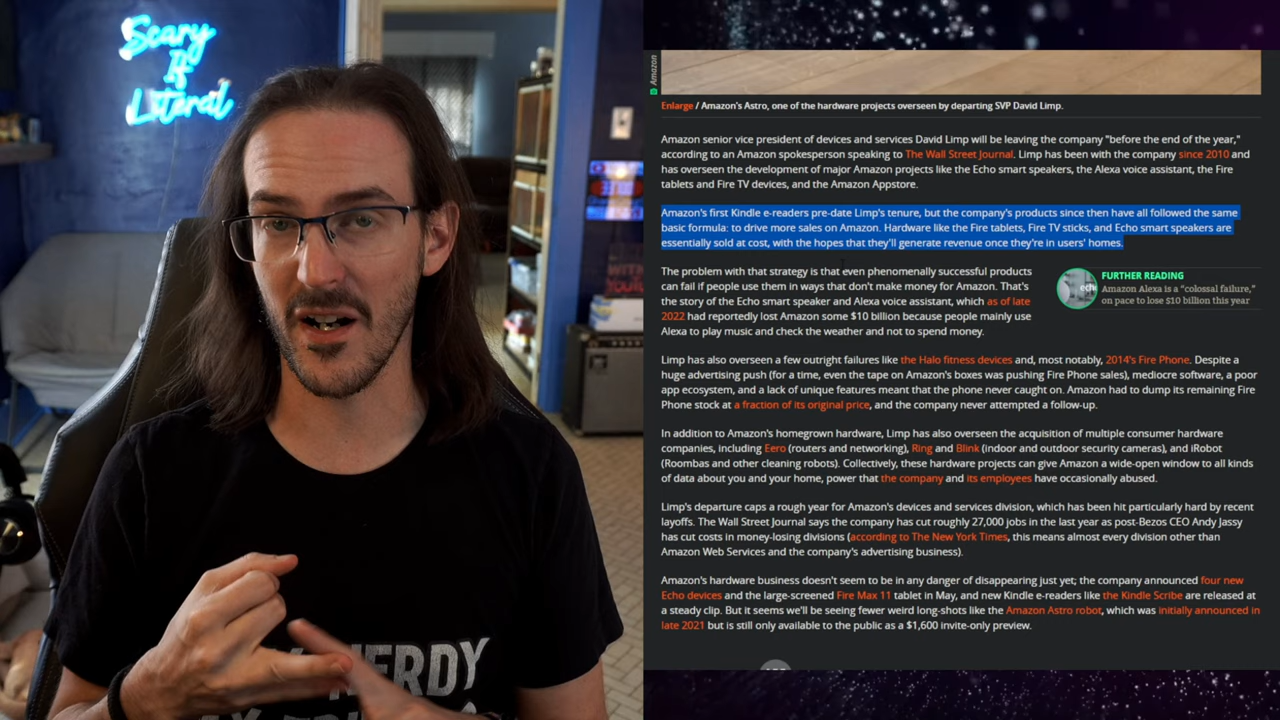 Scary
Is
Literal
NERDY
Amazon
Enlarge / Amazon's Astro, one of the hardware projects overseen by departing SVP David Limp.
Amazon senior vice president of devices and services David Limp will be leaving the company "before the end of the year,"
according to an Amazon spokesperson speaking to The Wall Street Journal. Limp has been with the company since 2010 and
has overseen the development of major Amazon projects like the Echo smart speakers, the Alexa voice assistant, the Fire
tablets and Fire TV devices, and the Amazon Appstore.
Amazon's first Kindle e-readers pre-date Limp's tenure, but the company's products since then have all followed the same
basic formula: to drive more sales on Amazon. Hardware like the Fire tablets, Fire TV sticks, and Echo smart speakers are
essentially sold at cost, with the hopes that they'll generate revenue once they're in users' homes.
The problem with that strategy is that even phenomenally successful products
can fail if people use them in ways that don't make money for Amazon. That's
the story of the Echo smart speaker and Alexa voice assistant, which as of late
2022 had reportedly lost Amazon some $10 billion because people mainly use
Alexa to play music and check the weather and not to spend money.
FURTHER READING
Amazon Alexa is a "colossal failure,"
on pace to lose $10 billion this year
Limp has also overseen a few outright failures like the Halo fitness devices and, most notably, 2014's Fire Phone. Despite a
huge advertising push (for a time, even the tape on Amazon's boxes was pushing Fire Phone sales), mediocre software, a poor
app ecosystem, and a lack of unique features meant that the phone never caught on. Amazon had to dump its remaining Fire
Phone stock at a fraction of its original price, and the company never attempted a follow-up.
In addition to Amazon's homegrown hardware, Limp has also overseen the acquisition of multiple consumer hardware
companies, including Eero (routers and networking), Ring and Blink (indoor and outdoor security cameras), and iRobot
(Roombas and other cleaning robots). Collectively, these hardware projects can give Amazon a wide-open window to all kinds
of data about you and your home, power that the company and its employees have occasionally abused.
Limp's departure caps a rough year for Amazon's devices and services division, which has been hit particularly hard by recent
layoffs. The Wall Street Journal says the company has cut roughly 27,000 jobs in the last year as post-Bezos CEO Andy Jassy
has cut costs in money-losing divisions (according to The New York Times, this means almost every division other than
Amazon Web Services and the company's advertising business).
Amazon's hardware business doesn't seem to be in any danger of disappearing just yet; the company announced four new
Echo devices and the large-screened Fire Max 11 tablet in May, and new Kindle e-readers like the Kindle Scribe are released at
a steady clip. But it seems we'll be seeing fewer weird long-shots like the Amazon Astro robot, which was initially announced in
late 2021 but is still only available to the public as a $1,600 invite-only preview.